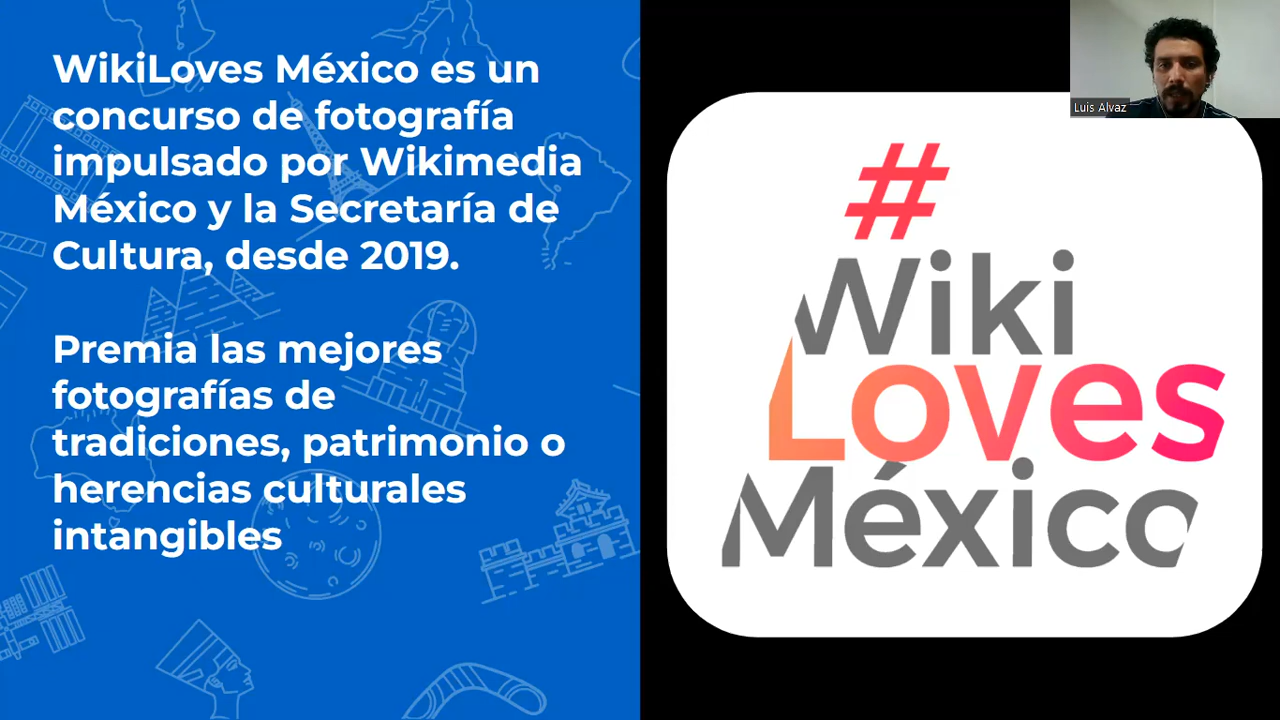 WikiLoves México es un
concurso de fotografía
impulsado por Wikimedia
México y la Secretaría de
Cultura, desde 2019.
Premia las mejores
fotografías de
tradiciones, patrimonio o
herencias culturales
intangibles
#
Wiki
Loves
México
Luis Alvaz